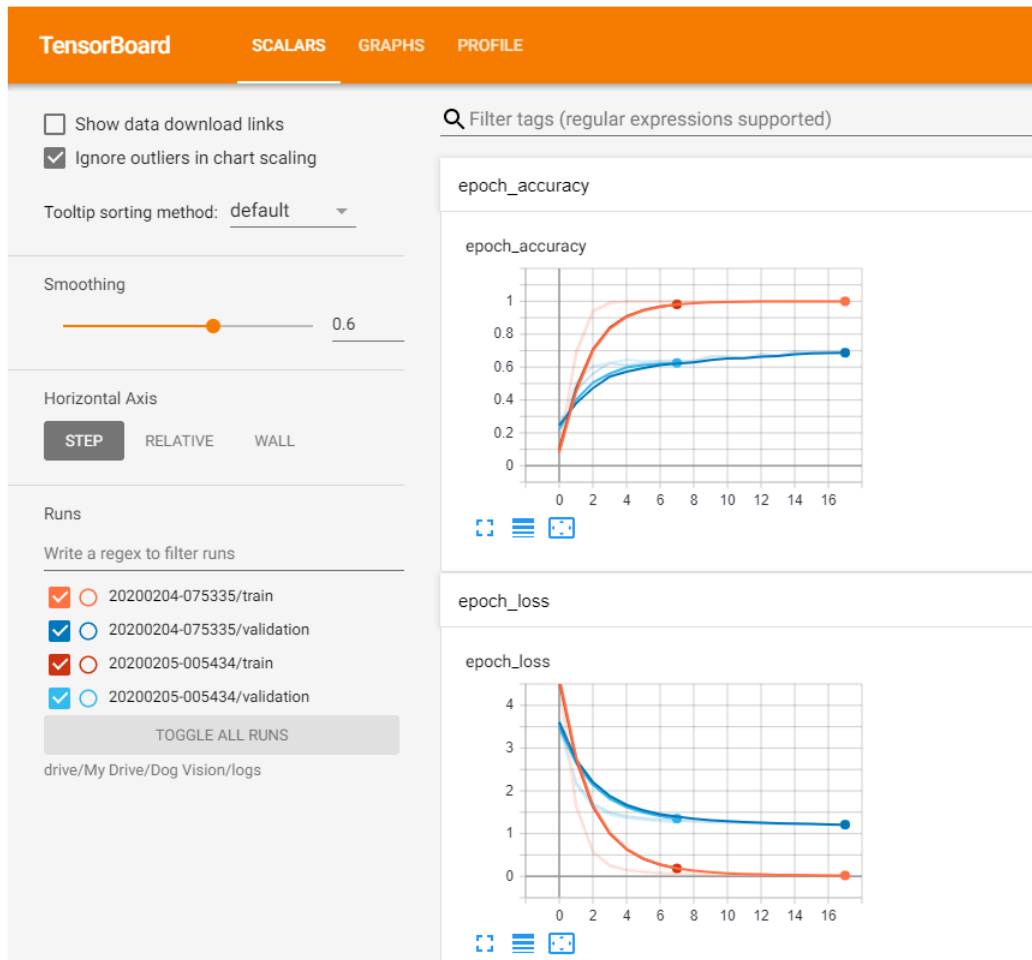 TensorBoard SCALARS GRAPHS PROFILE
Show data download links
Ignore outliers in chart scaling
Tooltip sorting method: default
Smoothing
0.6
Horizontal Axis
STEP RELATIVE WALL
Runs
Write a regex to filter runs
20200204-075335/train
20200204-075335/validation
20200205-005434/train
20200205-005434/validation
TOGGLE ALL RUNS
drive/My Drive/Dog Vision/logs
Filter tags (regular expressions supported)
epoch_accuracy
epoch_accuracy
1
0.8
0.6
0.4
0.2
0
0 2 4 6 8 10 12 14 16
epoch_loss
epoch_loss
4
3
2
1
0
0 2 4 6 8 10 12 14 16